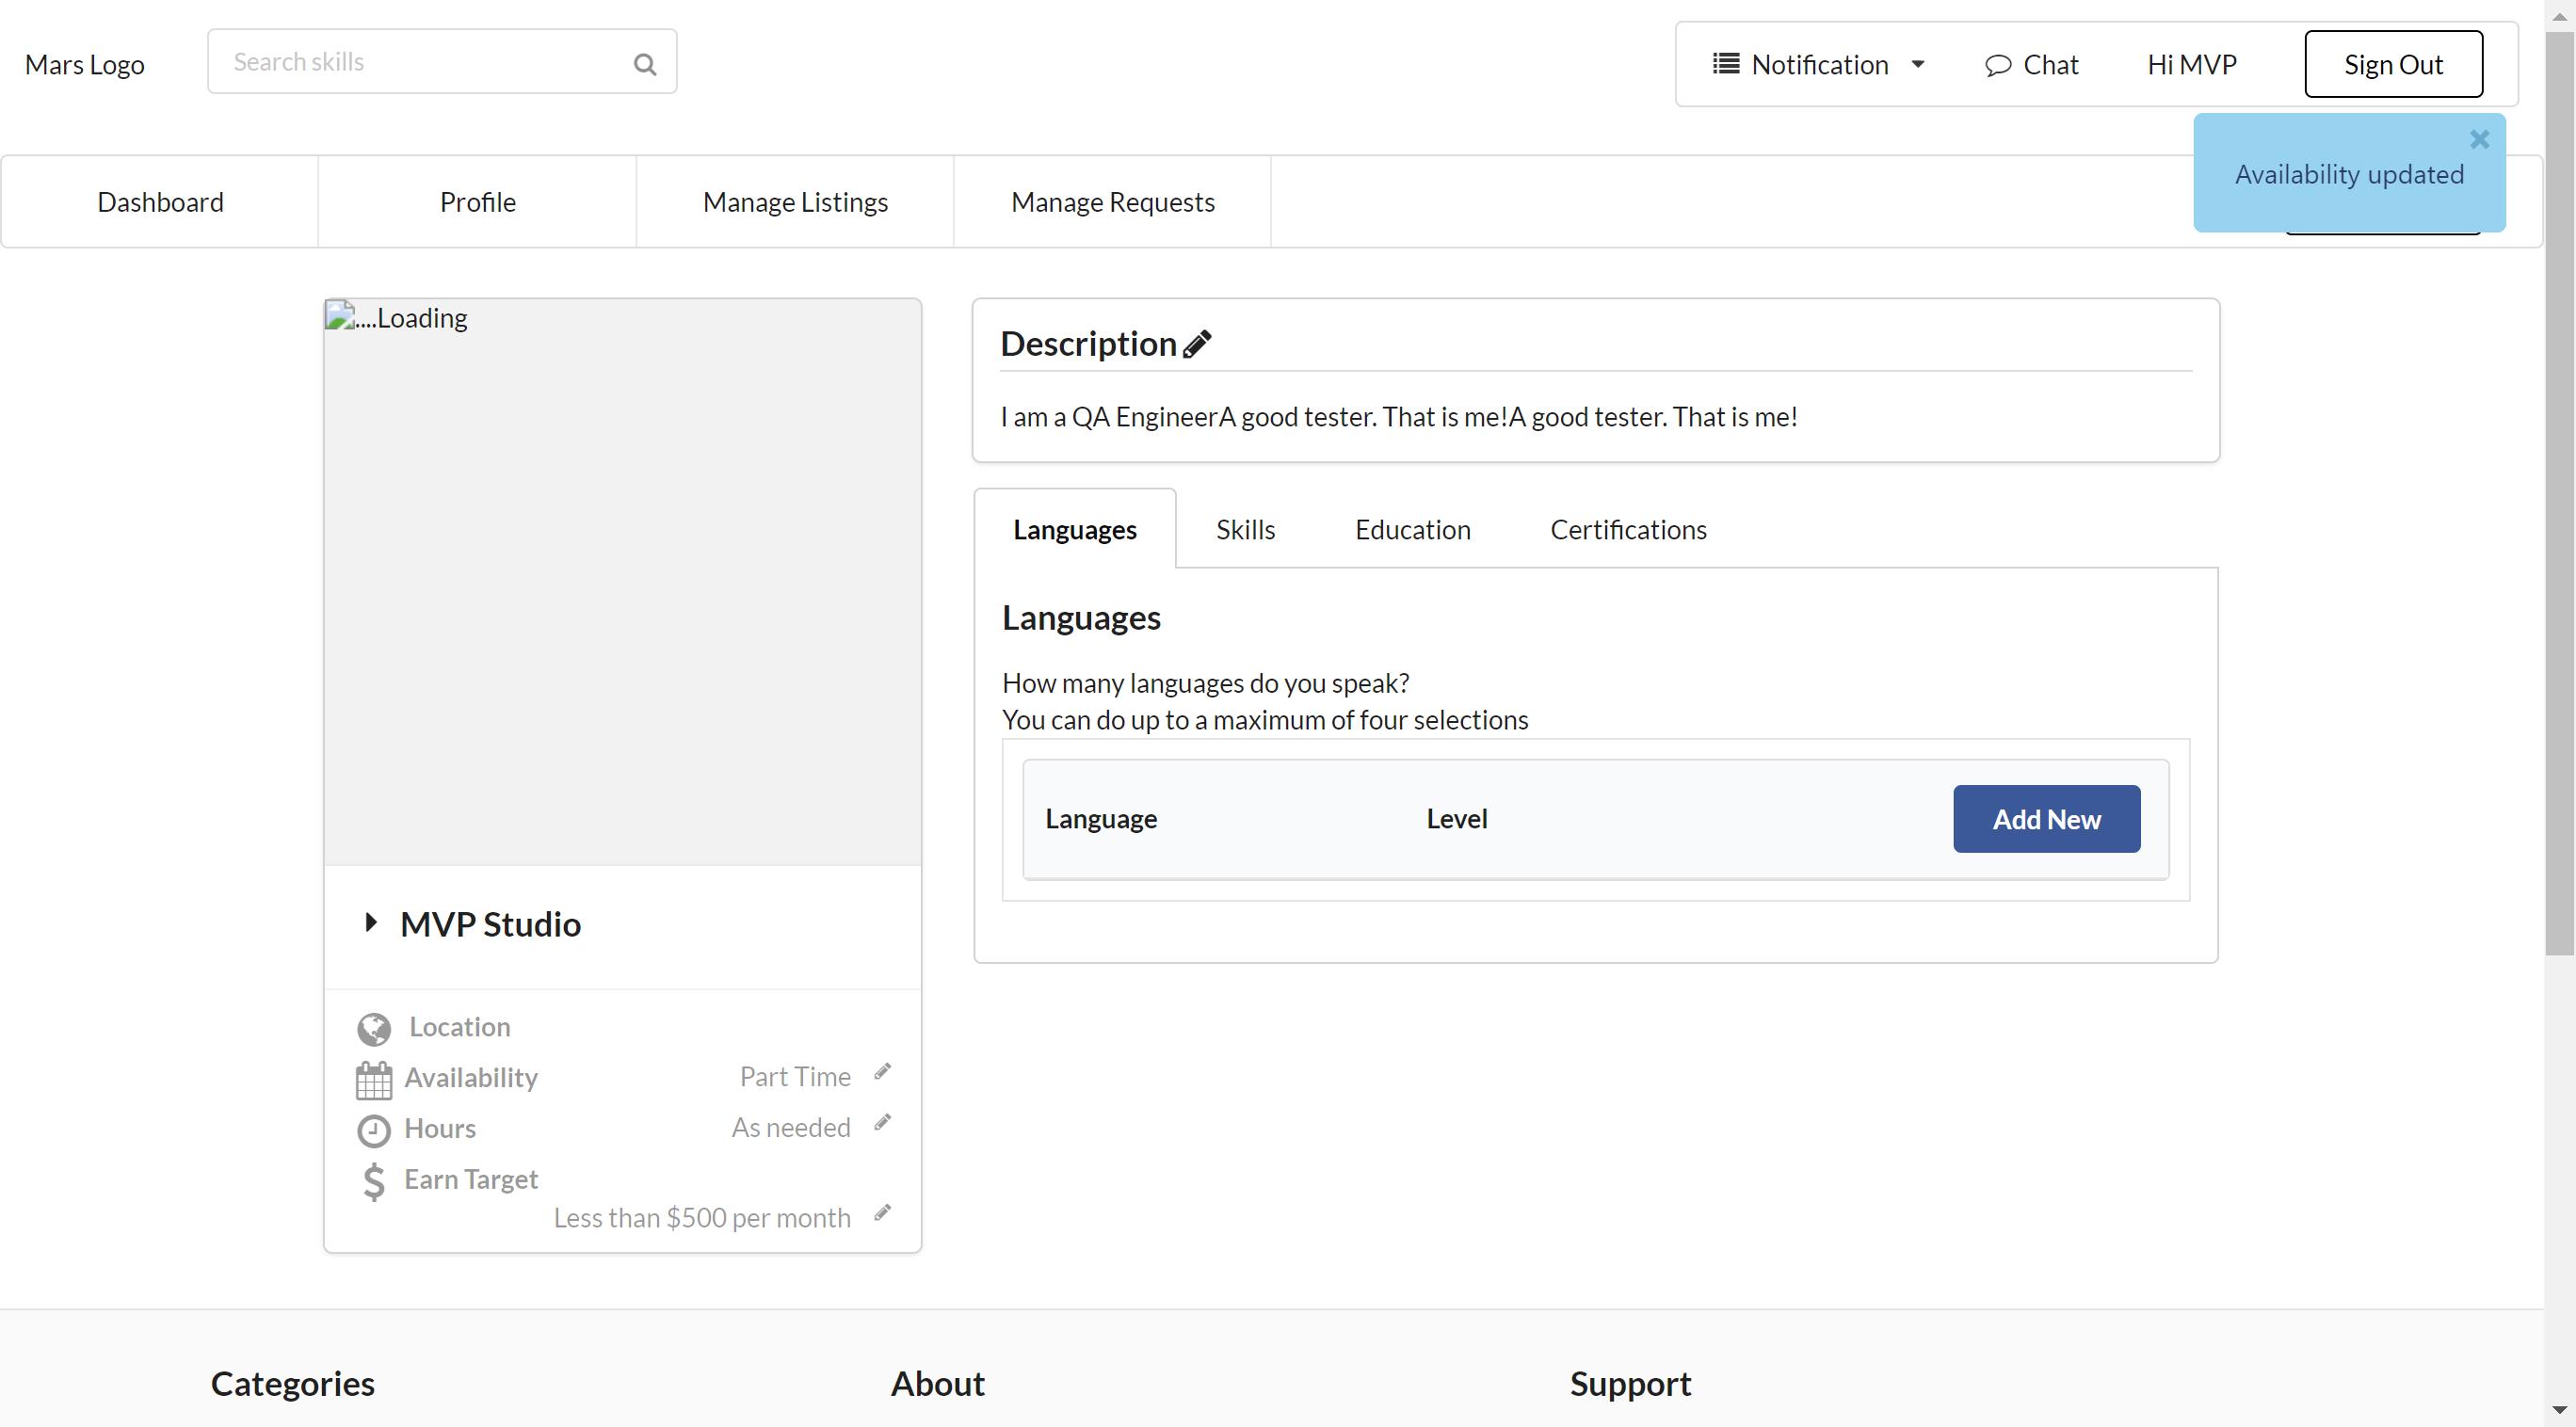 Mars Logo
Search skills
Notification
Chat
Hi MVP
Sign Out
Availability updated
Dashboard
Profile
Manage Listings
Manage Requests
....Loading
Description
I am a QA EngineerA good tester. That is me!A good tester. That is me!
Languages
Skills
Education
Certifications
Languages
How many languages do you speak?
You can do up to a maximum of four selections
Language
Level
Add New
MVP Studio
Location
Availability
Part Time
Hours
As needed
Earn Target
Less than $500 per month
Categories
About
Support